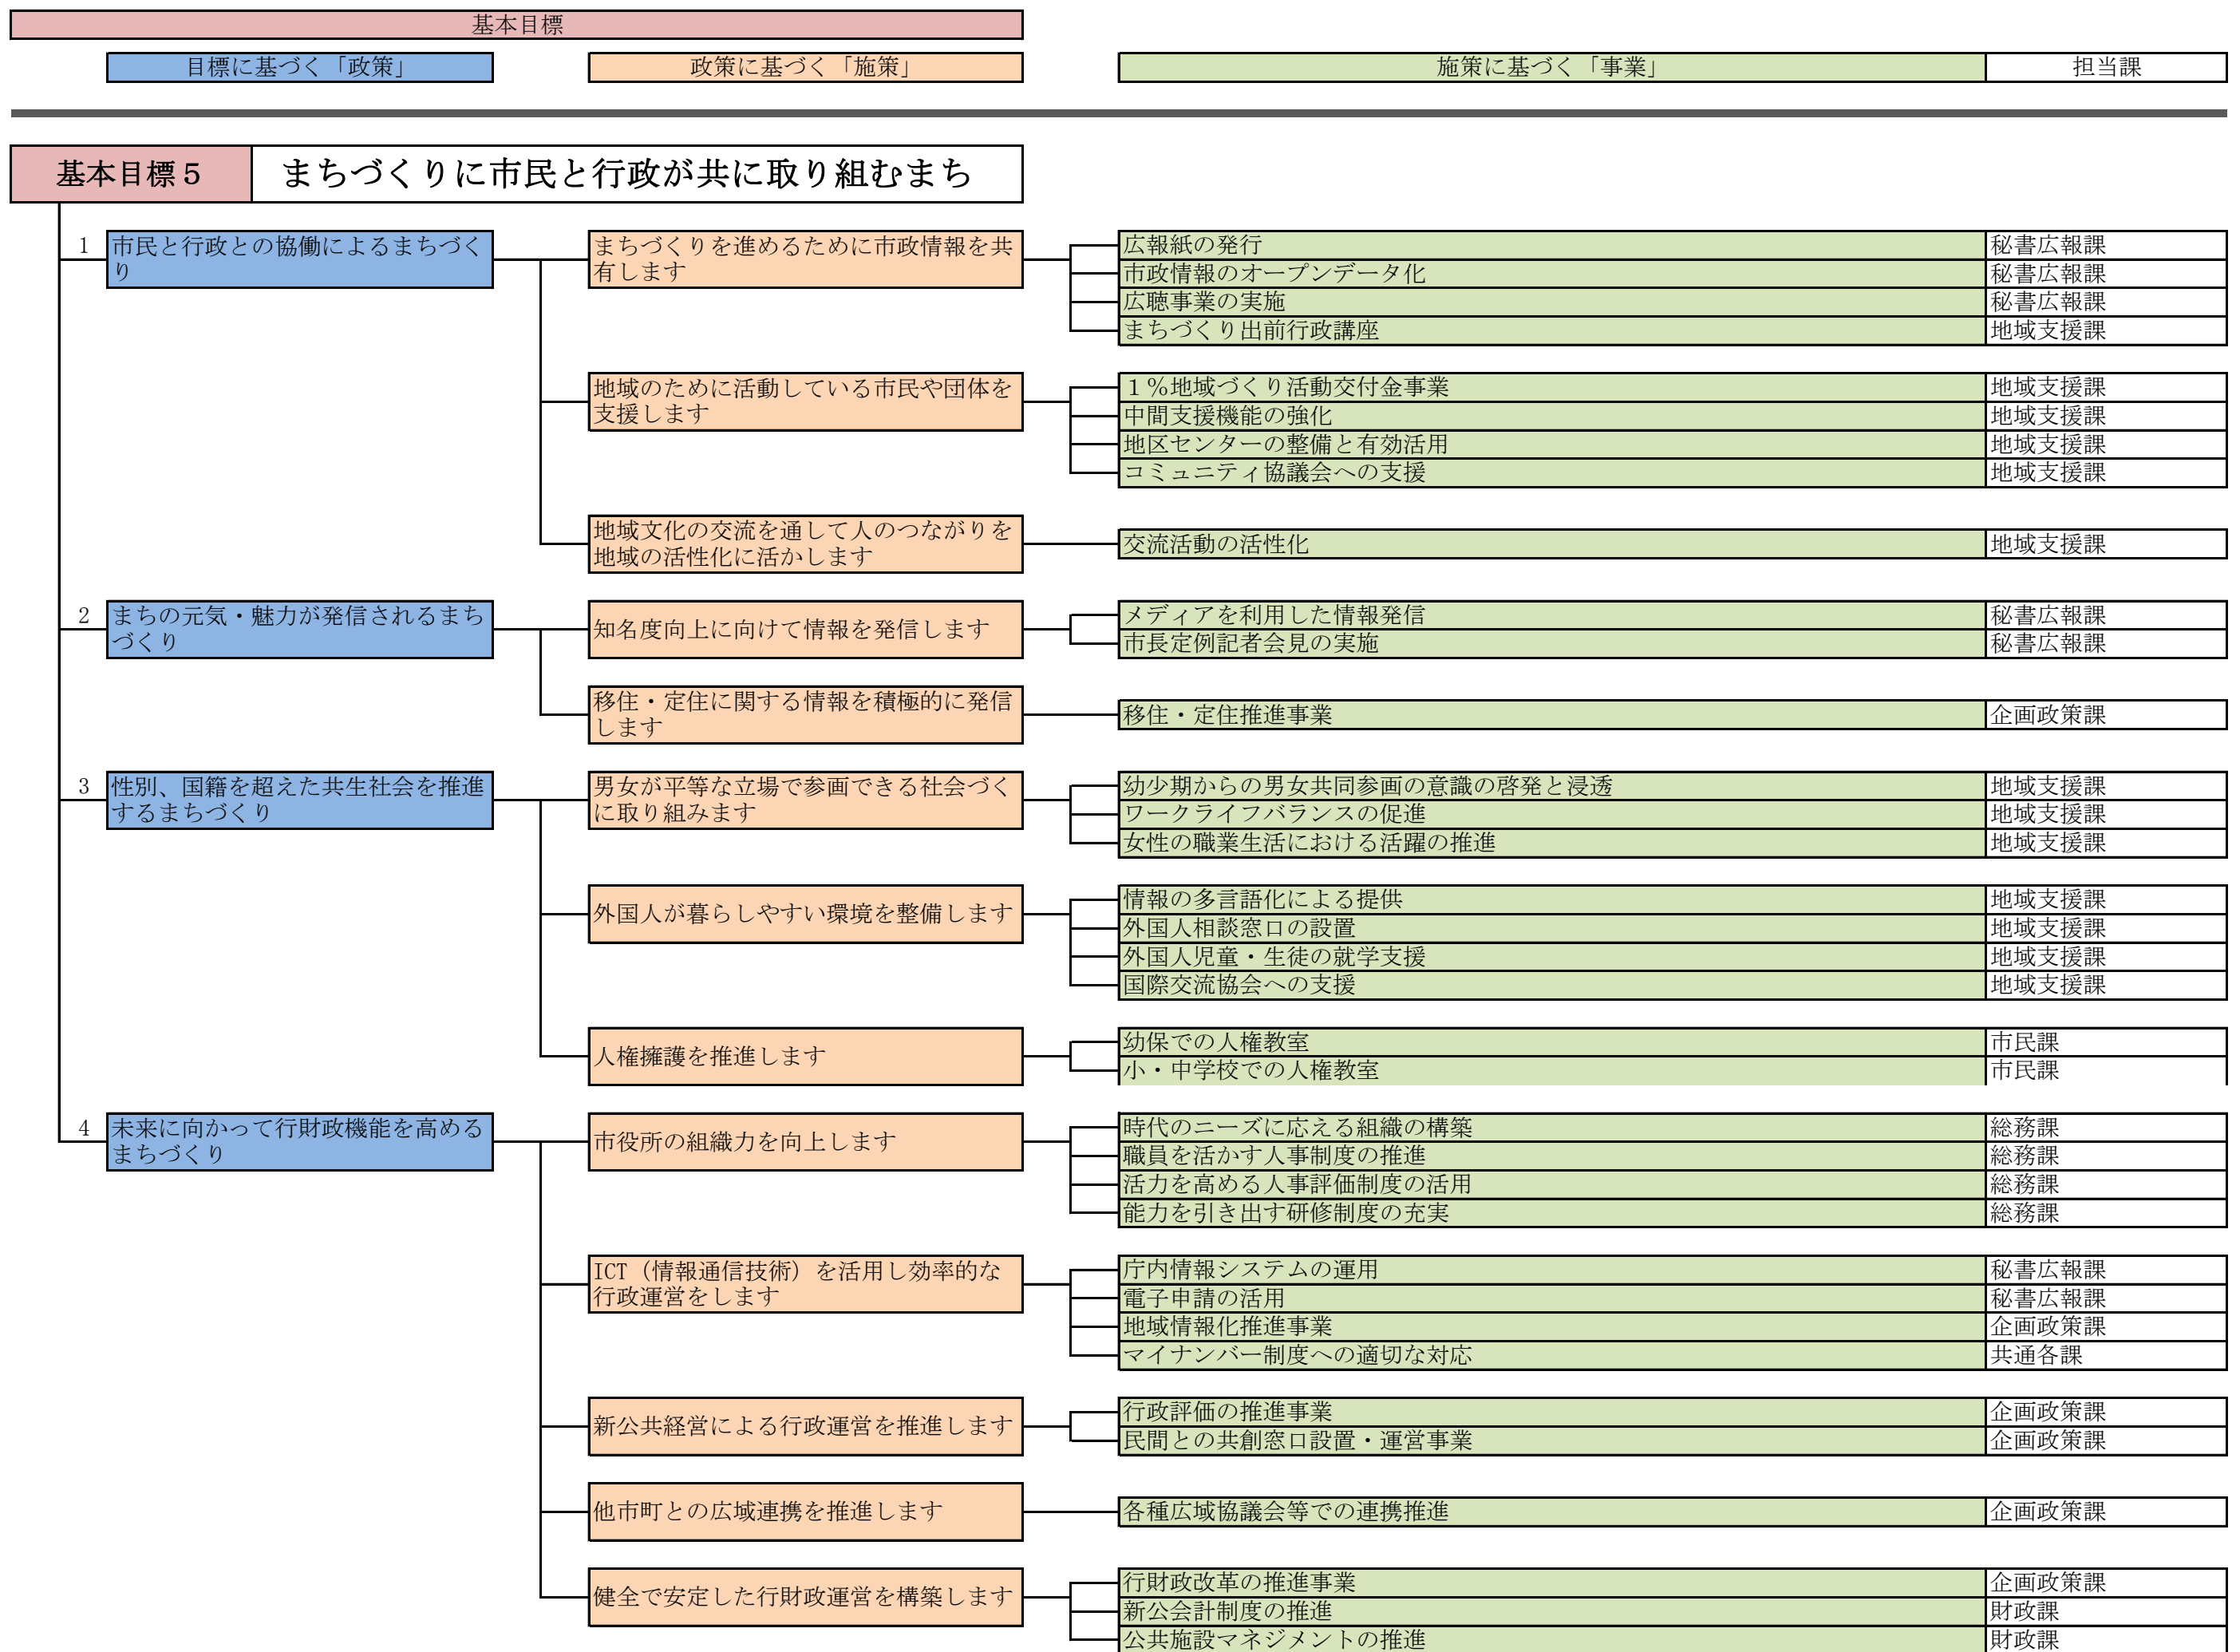 基本目標
目標に基づく「政策」
政策に基づく「施策」
施策に基づく「事業」
担当課
基本目標５
まちづくりに市民と行政が共に取り組むまち
1
市民と行政との協働によるまちづく
り
まちづくりを進めるために市政情報を共
有します
広報紙の発行 秘書広報課
市政情報のオープンデータ化 秘書広報課
広聴事業の実施 秘書広報課
まちづくり出前行政講座 地域支援課
地域のために活動している市民や団体を
支援します
１％地域づくり活動交付金事業 地域支援課
中間支援機能の強化 地域支援課
地区センターの整備と有効活用 地域支援課
コミュニティ協議会への支援 地域支援課
地域文化の交流を通して人のつながりを
地域の活性化に活かします
交流活動の活性化 地域支援課
2
まちの元気・魅力が発信されるまち
づくり
知名度向上に向けて情報を発信します
メディアを利用した情報発信 秘書広報課
市長定例記者会見の実施 秘書広報課
移住・定住に関する情報を積極的に発信
します
移住・定住推進事業 企画政策課
3
性別、国籍を超えた共生社会を推進
するまちづくり
男女が平等な立場で参画できる社会づく
に取り組みます
幼少期からの男女共同参画の意識の啓発と浸透 地域支援課
ワークライフバランスの促進 地域支援課
女性の職業生活における活躍の推進 地域支援課
外国人が暮らしやすい環境を整備します
情報の多言語化による提供 地域支援課
外国人相談窓口の設置 地域支援課
外国人児童・生徒の就学支援 地域支援課
国際交流協会への支援 地域支援課
人権擁護を推進します
幼保での人権教室 市民課
小・中学校での人権教室 市民課
4
未来に向かって行財政機能を高める
まちづくり
市役所の組織力を向上します
時代のニーズに応える組織の構築 総務課
職員を活かす人事制度の推進 総務課
活力を高める人事評価制度の活用 総務課
能力を引き出す研修制度の充実 総務課
ICT（情報通信技術）を活用し効率的な
行政運営をします
庁内情報システムの運用 秘書広報課
電子申請の活用 秘書広報課
地域情報化推進事業 企画政策課
マイナンバー制度への適切な対応 共通各課
新公共経営による行政運営を推進します
行政評価の推進事業 企画政策課
民間との共創窓口設置・運営事業 企画政策課
他市町との広域連携を推進します
各種広域協議会等での連携推進 企画政策課
健全で安定した行財政運営を構築します
行財政改革の推進事業 企画政策課
新公会計制度の推進 財政課
公共施設マネジメントの推進 財政課